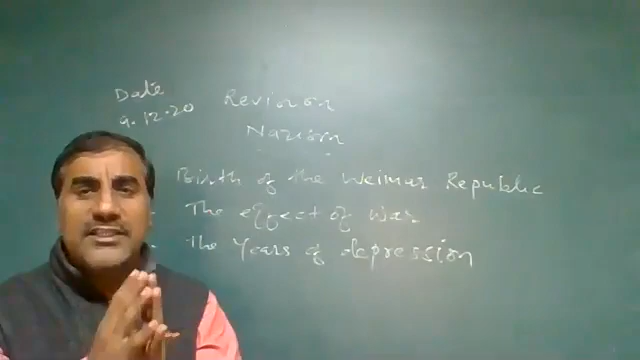 Date
9.12.20
Revision
Nazism
Birth of the Weimar Republic
The effect of war
The Years of depression